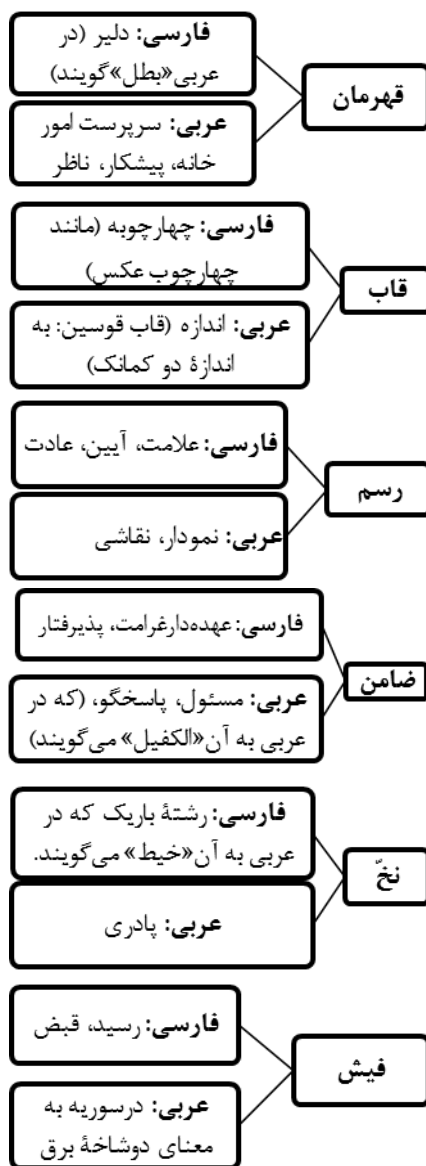 قهرمان
فارسی: دلیر (در
عربی«بطل»گویند)
عربی: سرپرست امور
خانه، پیشکار، ناظر
قاب
فارسی: چهارچوبه (مانند
چهارچوب عکس)
عربی: اندازه (قاب قوسین: به
اندازۀ دو کمانک)
رسم
فارسی: علامت، آیین، عادت
عربی: نمودار، نقاشی
ضامن
فارسی: عهده‌دارغرامت، پذیرفتار
عربی: مسئول، پاسخگو، (که در
عربی به آن«الکفیل» می‌گویند)
نخّ
فارسی: رشتۀ باریک که در
عربی به آن«خیط» می‌گویند.
عربی: پادری
فیش
فارسی: رسید، قبض
عربی: درسوریه به
معنای دوشاخۀ برق